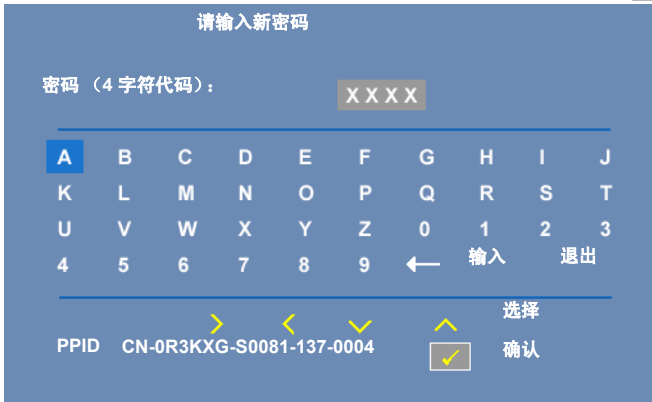 请输入新密码
密码 （4 字符代码）： XXXX
A B C D E F G H I J
K L M N O P Q R S T
U V W X Y Z 0 1 2 3
4 5 6 7 8 9 ← 输入 退出
选择
PPID CN-0R3KXG-S0081-137-0004 确认